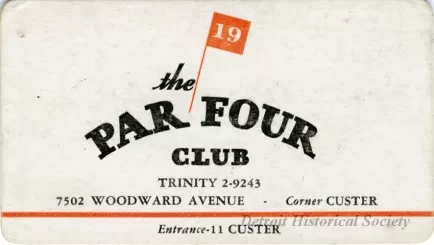 19
the
PAR FOUR
CLUB
TRINITY 2-9243
7502 WOODWARD AVENUE - Corner CUSTER
Detroit Historical Society
Entrance-11 CUSTER